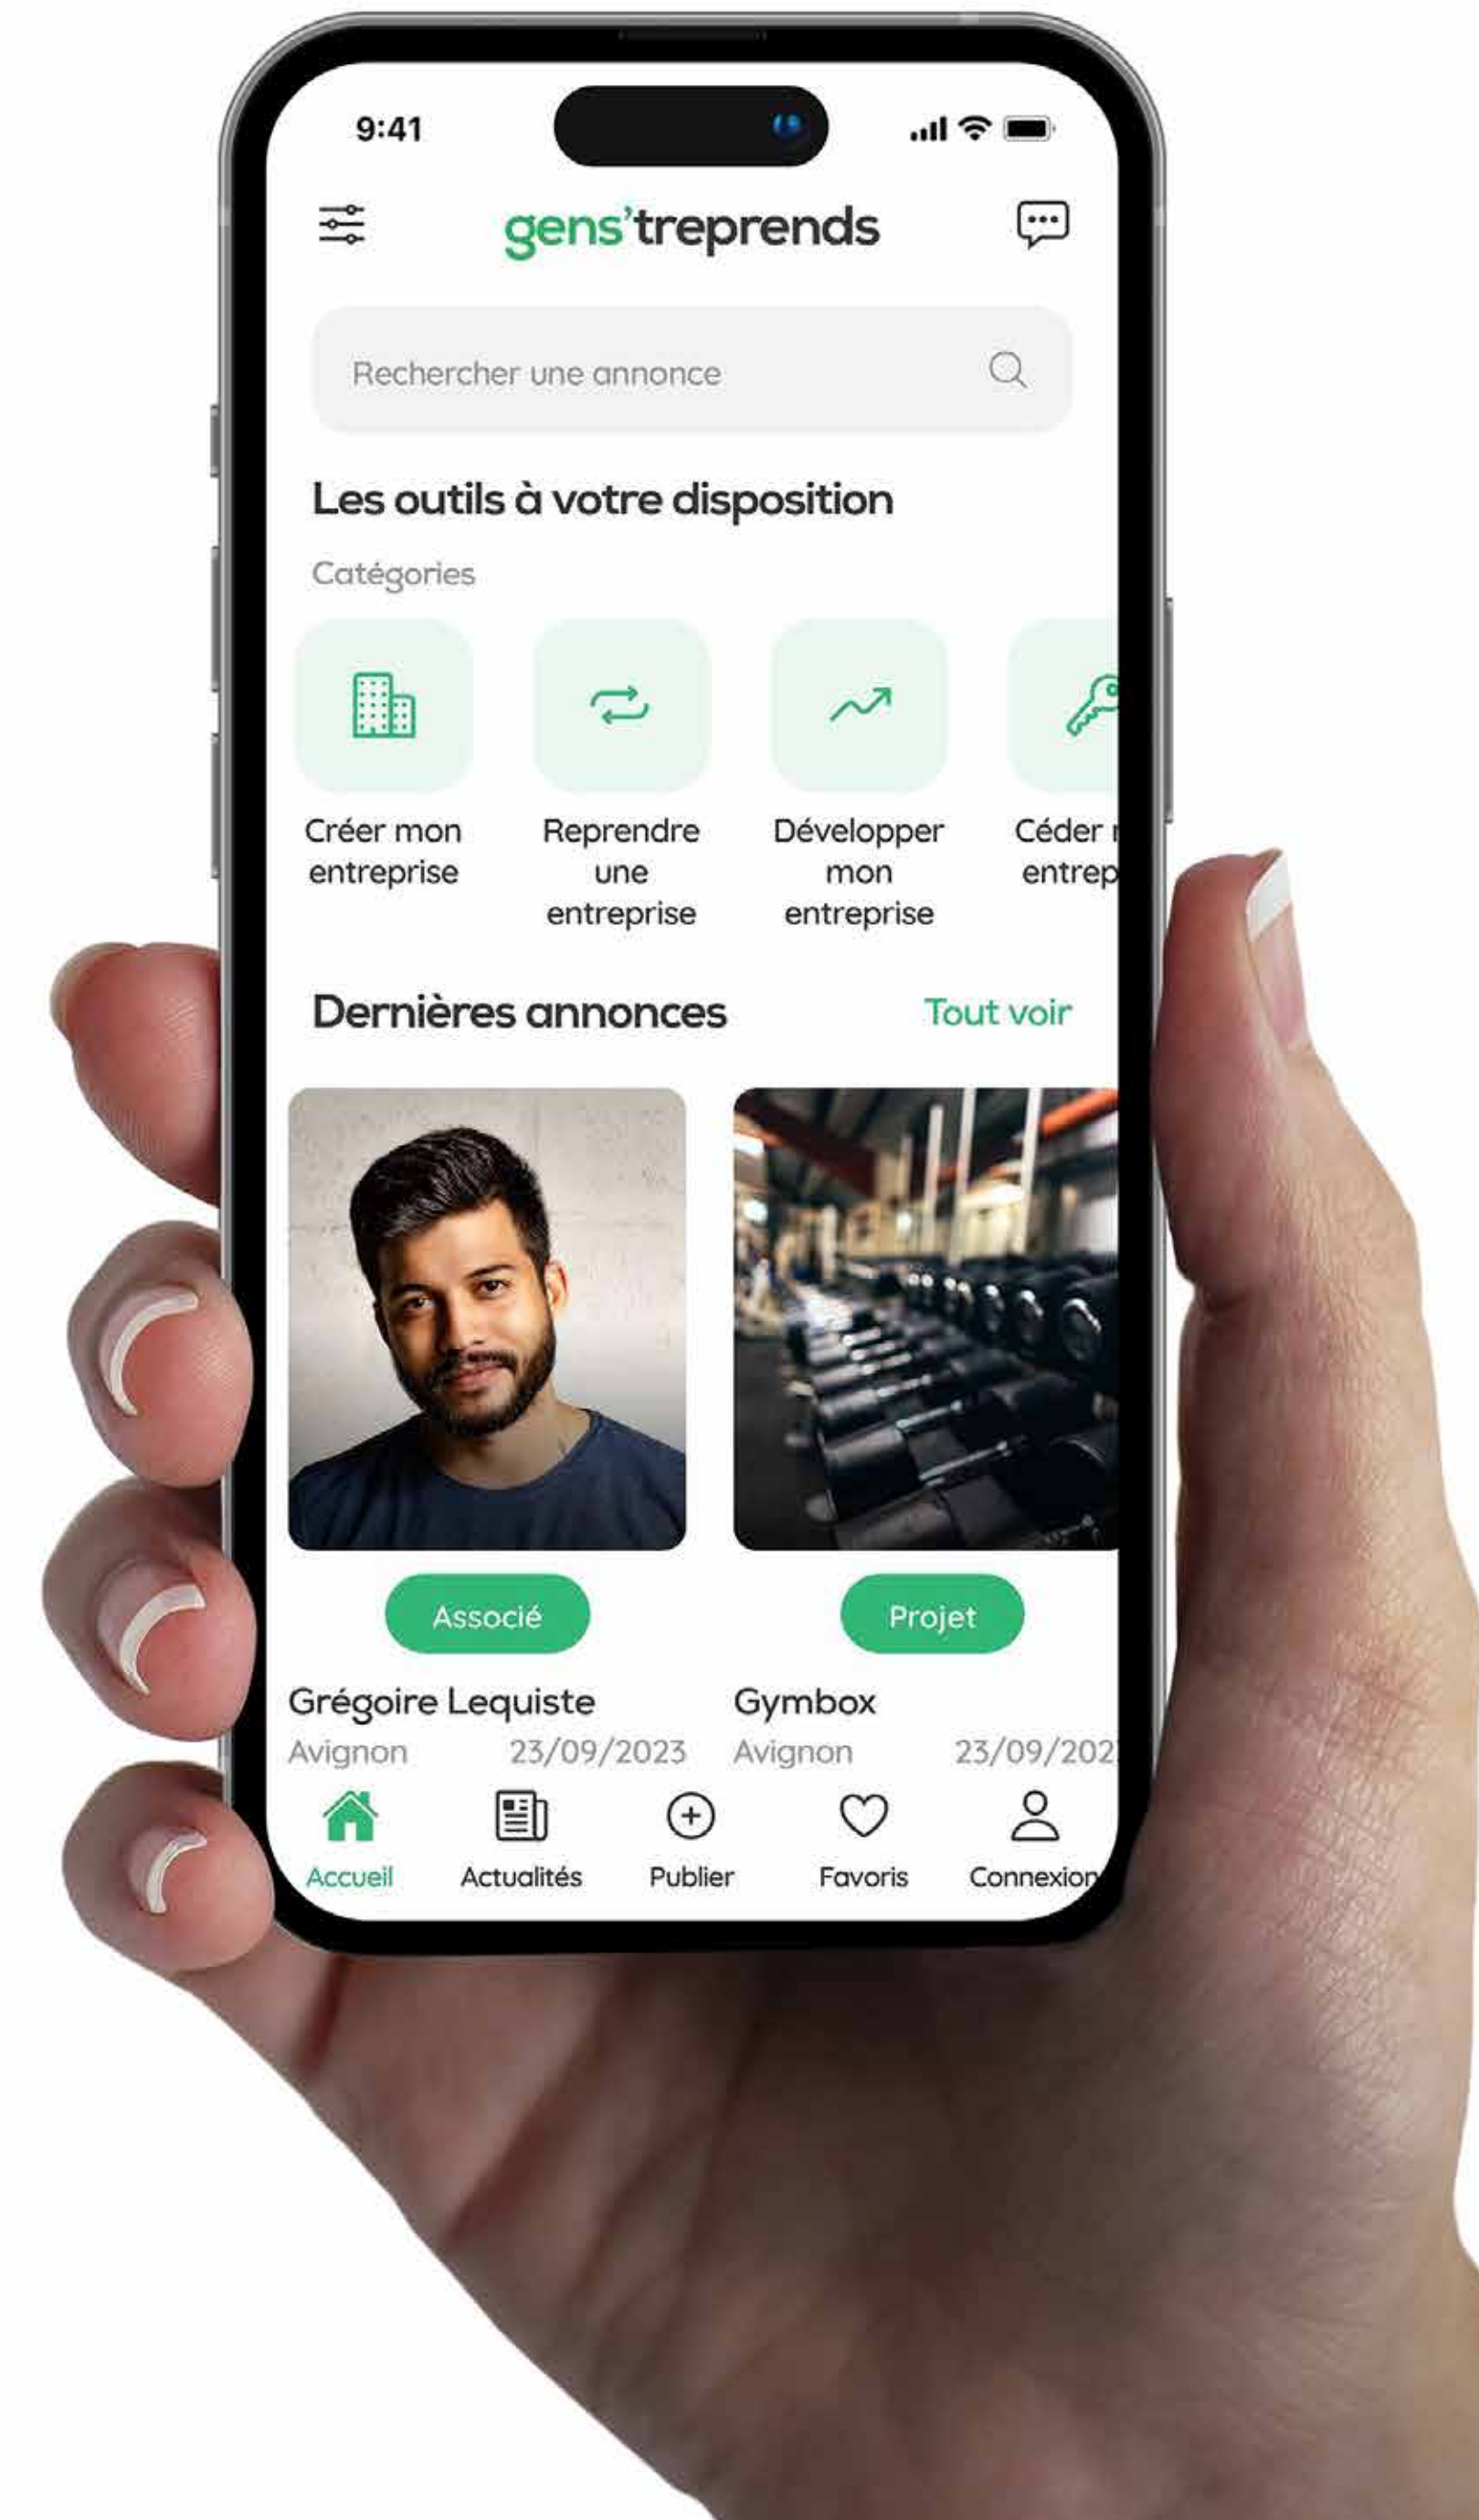 9:41
gens'treprends
Rechercher une annonce
Les outils à votre disposition
Catégories
Créer mon
entreprise
Reprendre
une
entreprise
Développer
mon
entreprise
Céder
Dernières annonces
Tout voir
Associé
Projet
Grégoire Lequiste
Gymbox
Avignon 23/09/2023
Avignon
Accueil
Actualités
Publier
Favoris
Connexion